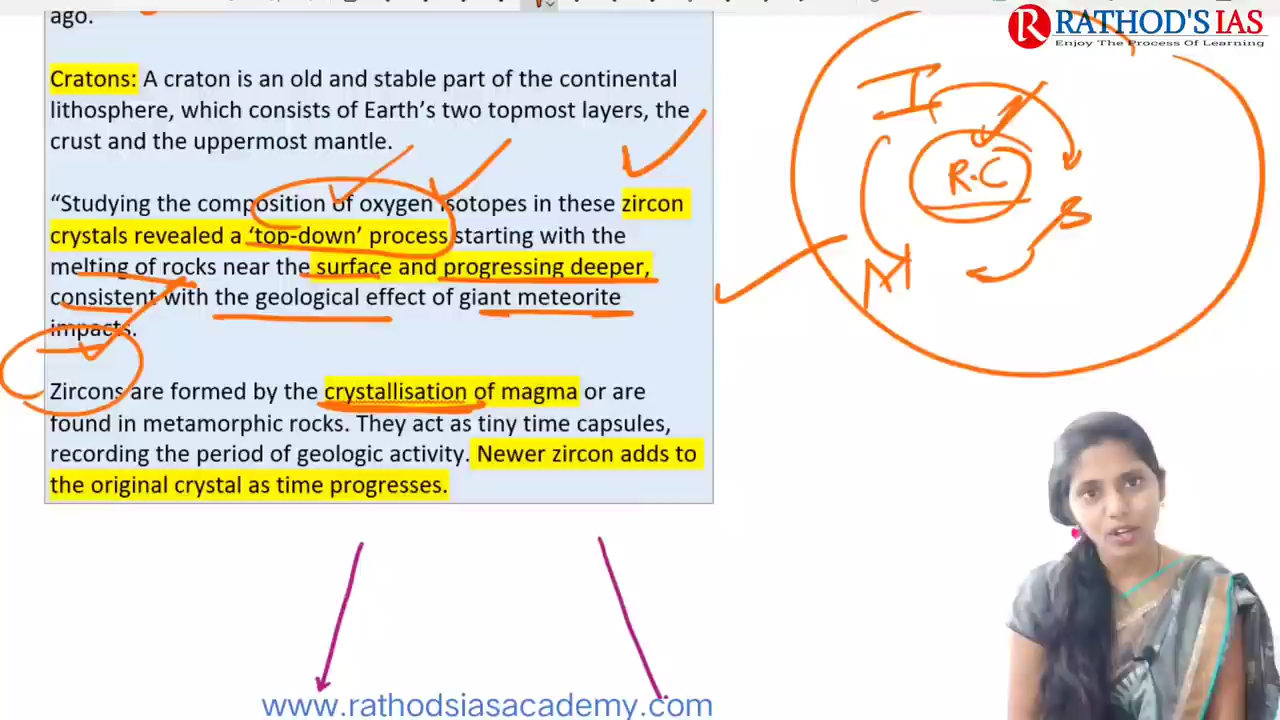 ago.
RATHOD'S IAS
Enjoy The Process Of Learning
Cratons: A craton is an old and stable part of the continental
lithosphere, which consists of Earth's two topmost layers, the
crust and the uppermost mantle.
"Studying the composition of oxygen isotopes in these zircon
crystals revealed a 'top-down' process starting with the
melting of rocks near the surface and progressing deeper,
consistent with the geological effect of giant meteorite
impacts.
Zircons are formed by the crystallisation of magma or are
found in metamorphic rocks. They act as tiny time capsules,
recording the period of geologic activity. Newer zircon adds to
the original crystal as time progresses.
I
R.C
S
M
www.rathodsiasacademy.com